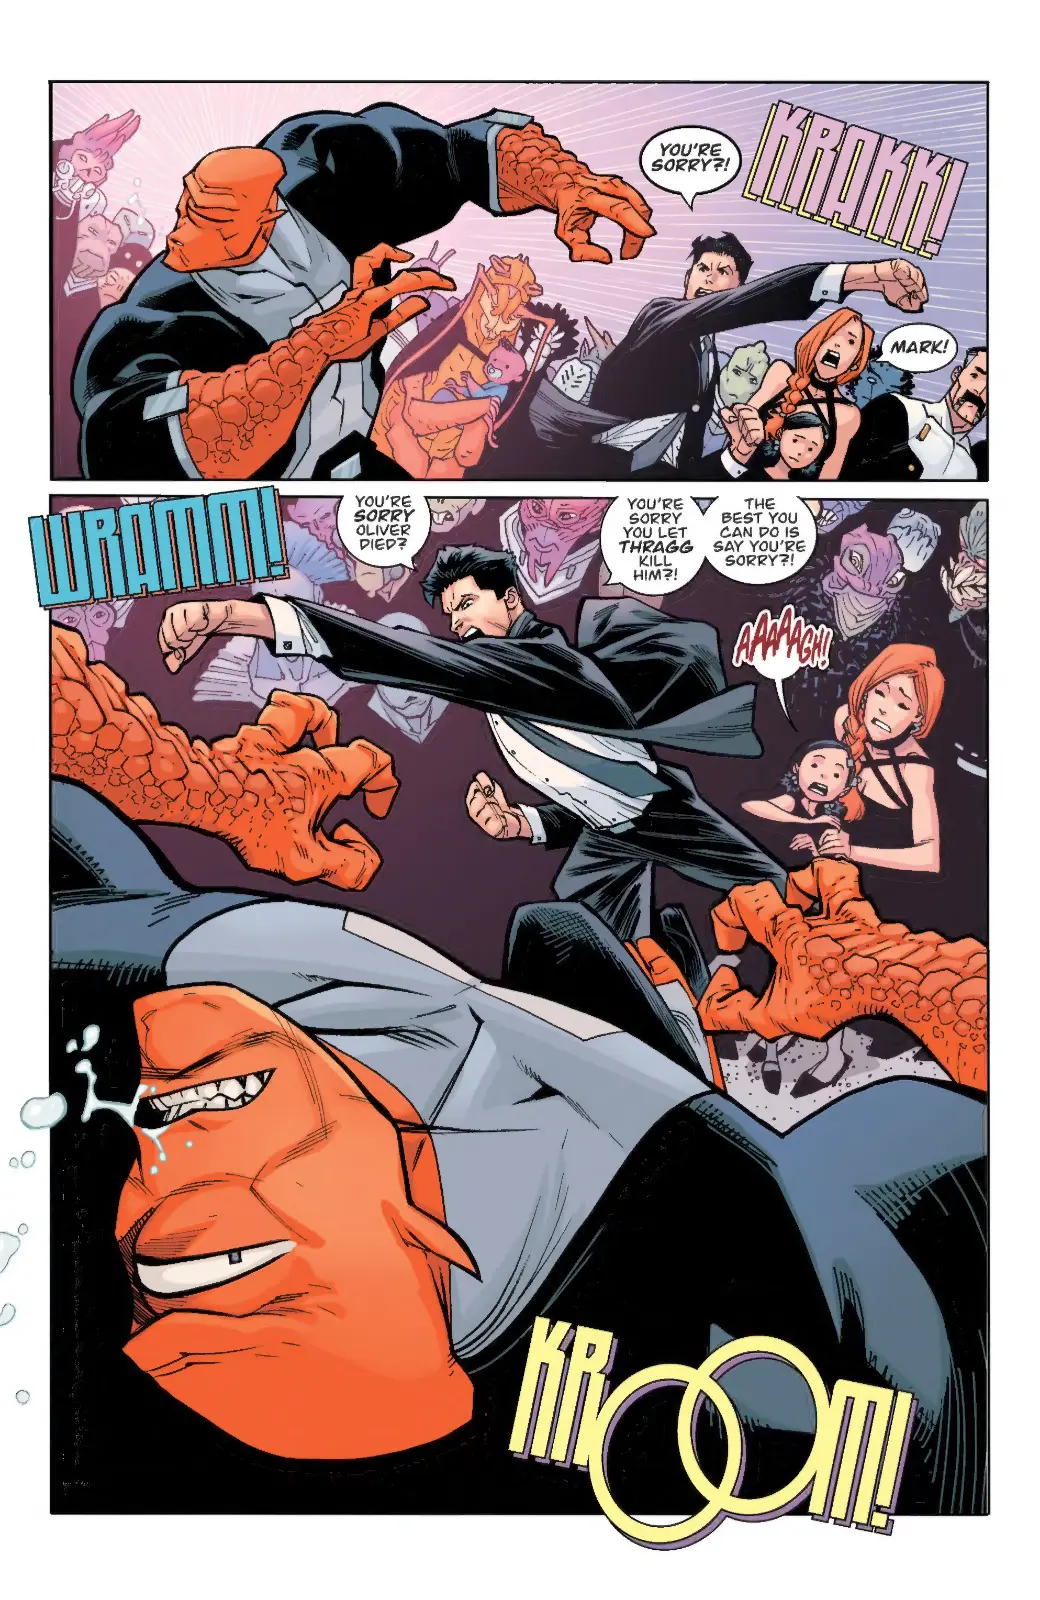 YOU'RE
SORRY?!
KROKK!
MARK!
WRAMM!
YOU'RE
SORRY
OLIVER
DIED?
YOU'RE
SORRY
YOU LET
THRAGG
KILL
HIM?!
THE
BEST YOU
CAN DO IS
SAY YOU'RE
SORRY?!
AAAAAGH!
KROOM!